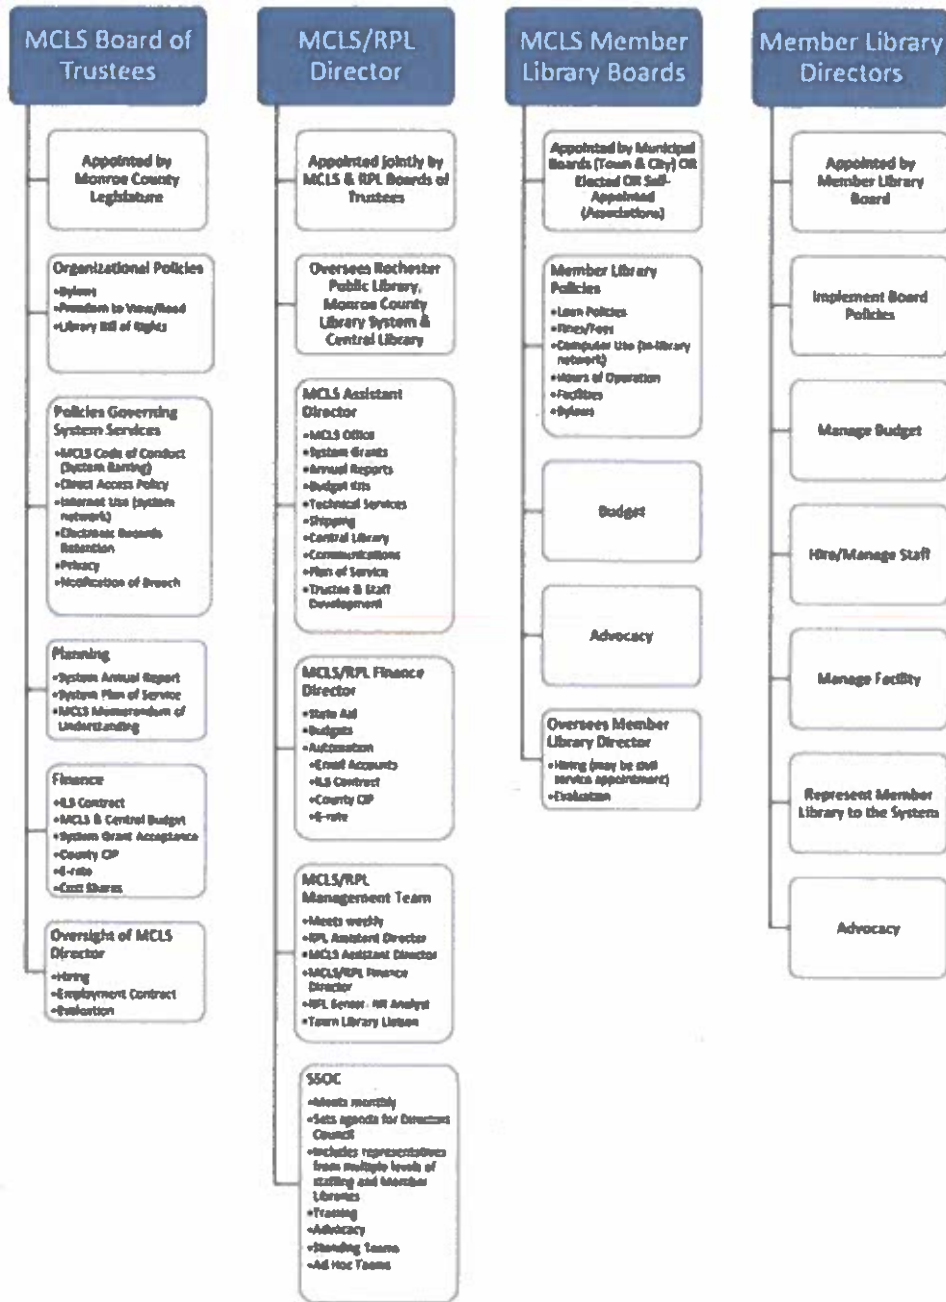 MCLS Board of
Trustees
Appointed by
Monroe County
Legislature
Organizational Policies
•Bylaws
•Freedom to View/Read
•Library Bill of Rights
Policies Governing
System Services
•MCLS Code of Conduct
(System Barring)
•Direct Access Policy
•Internet Use (system
network)
•Electronic Records
Retention
•Privacy
•Notification of Breach
Planning
•System Annual Report
•System Plan of Service
•MCLS Memorandum of
Understanding
Finance
•ILS Contract
•MCLS & Central Budget
•System Grant Acceptance
•County CIP
•E-rate
•Cost Shares
Oversight of MCLS
Director
•Hiring
•Employment Contract
•Evaluation
MCLS/RPL
Director
Appointed jointly by
MCLS & RPL Boards of
Trustees
Oversees Rochester
Public Library,
Monroe County
Library System &
Central Library
MCLS Assistant
Director
•MCLS Office
•System Grants
•Annual Reports
•Budget Kits
•Technical Services
•Shipping
•Central Library
•Communications
•Plan of Service
•Trustee & Staff
Development
MCLS/RPL Finance
Director
•State Aid
•Budgets
•Automation
•Email Accounts
•ILS Contract
•County CIP
•E-rate
MCLS/RPL
Management Team
•Meets weekly
•RPL Assistant Director
•MCLS Assistant Director
•MCLS/RPL Finance
Director
•RPL Senior HR Analyst
•Town Library Liaison
SSOC
•Meets monthly
•Sets agenda for Directors
Council
•Includes representatives
from multiple levels of
staffing and Member
Libraries
•Training
•Advocacy
•Standing Teams
•Ad Hoc Teams
MCLS Member
Library Boards
Appointed by Municipal
Boards (Town & City) OR
Elected OR Self-
Appointed
(Associations)
Member Library
Policies
•Loan Policies
•Fines/Fees
•Computer Use (in-library
network)
•Hours of Operation
•Facilities
•Bylaws
Budget
Advocacy
Oversees Member
Library Director
•Hiring (may be civil
service appointment)
•Evaluation
Member Library
Directors
Appointed by
Member Library
Board
Implement Board
Policies
Manage Budget
Hire/Manage Staff
Manage Facility
Represent Member
Library to the System
Advocacy